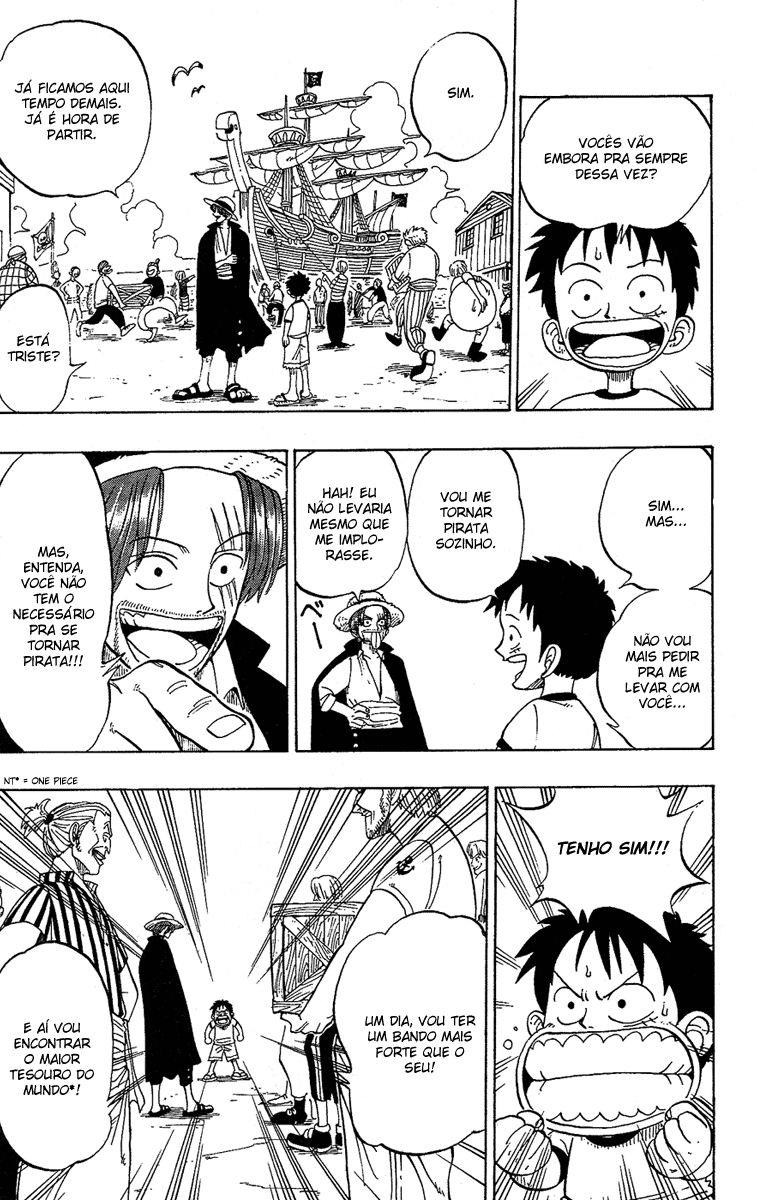 VOCÊS VÃO
EMBORA PRA SEMPRE
DESSA VEZ?
SIM.
JÁ FICAMOS AQUI
TEMPO DEMAIS.
JÁ É HORA DE
PARTIR.
ESTÁ
TRISTE?
SIM...
MAS...
NÃO VOU
MAIS PEDIR
PRA ME
LEVAR COM
VOCÊ...
VOU ME
TORNAR
PIRATA
SOZINHO.
HAH! EU
NÃO LEVARIA
MESMO QUE
ME IMPLO-
RASSE.
べー
MAS,
ENTENDA,
VOCÊ NÃO
TEM O
NECESSÁRIO
PRA SE
TORNAR
PIRATA!!!
NT* = ONE PIECE
TENHO SIM!!!
UM DIA, VOU TER
UM BANDO MAIS
FORTE QUE O
SEU!
E AÍ VOU
ENCONTRAR
O MAIOR
TESOURO DO
MUNDO*!